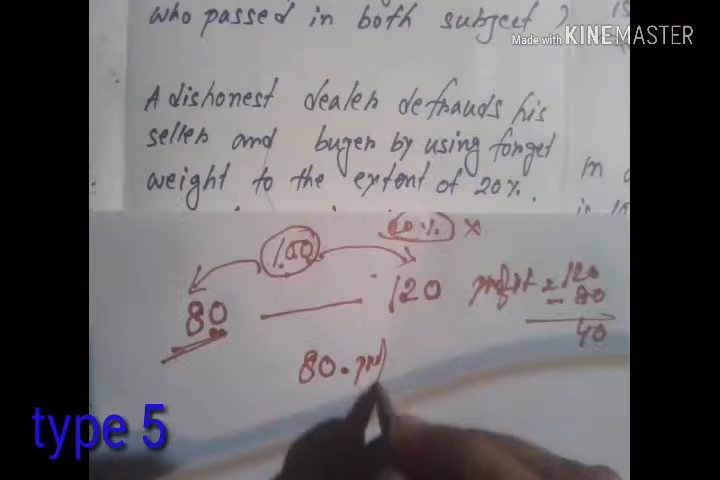 who passed in both subject ?
Made with KINEMASTER
A dishonest dealer defrauds his
seller and buyer by using forget
weight to the extent of 20%.
m
100 ×
80 — 120 profit = 120
- 80
40
80 . prof
type 5